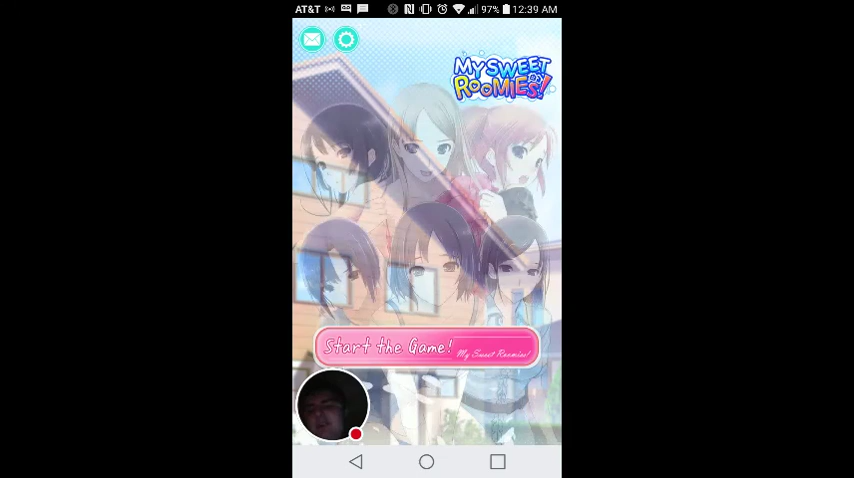 AT&T 97% 12:39 AM
MY SWEET
ROOMIES!
Start the Game!
My Sweet Roomies!